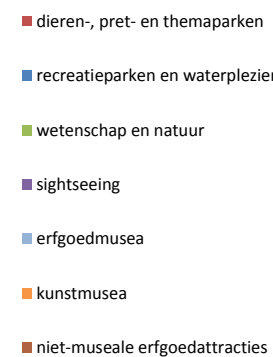 dieren-, pret- en themaparken
recreatieparken en waterplezier
wetenschap en natuur
sightseeing
erfgoedmusea
kunstmusea
niet-museale erfgoedattracties